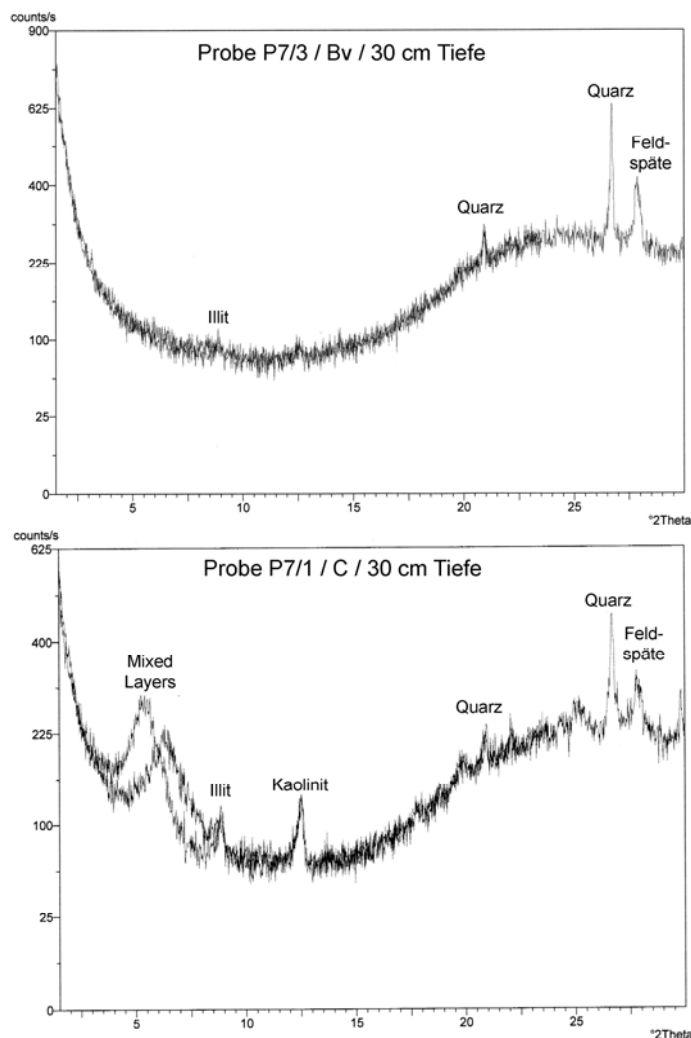 counts/s
900
Probe P7/3 / Bv / 30 cm Tiefe
Quarz
625
Feld-
späte
400
Quarz
225
Illit
100
25
0
5
10
15
20
25
°2Theta
counts/s
625
Probe P7/1 / C / 30 cm Tiefe
Quarz
400
Feld-
späte
Mixed
Layers
Quarz
225
Illit
Kaolinit
100
25
0
5
10
15
20
25
°2Theta